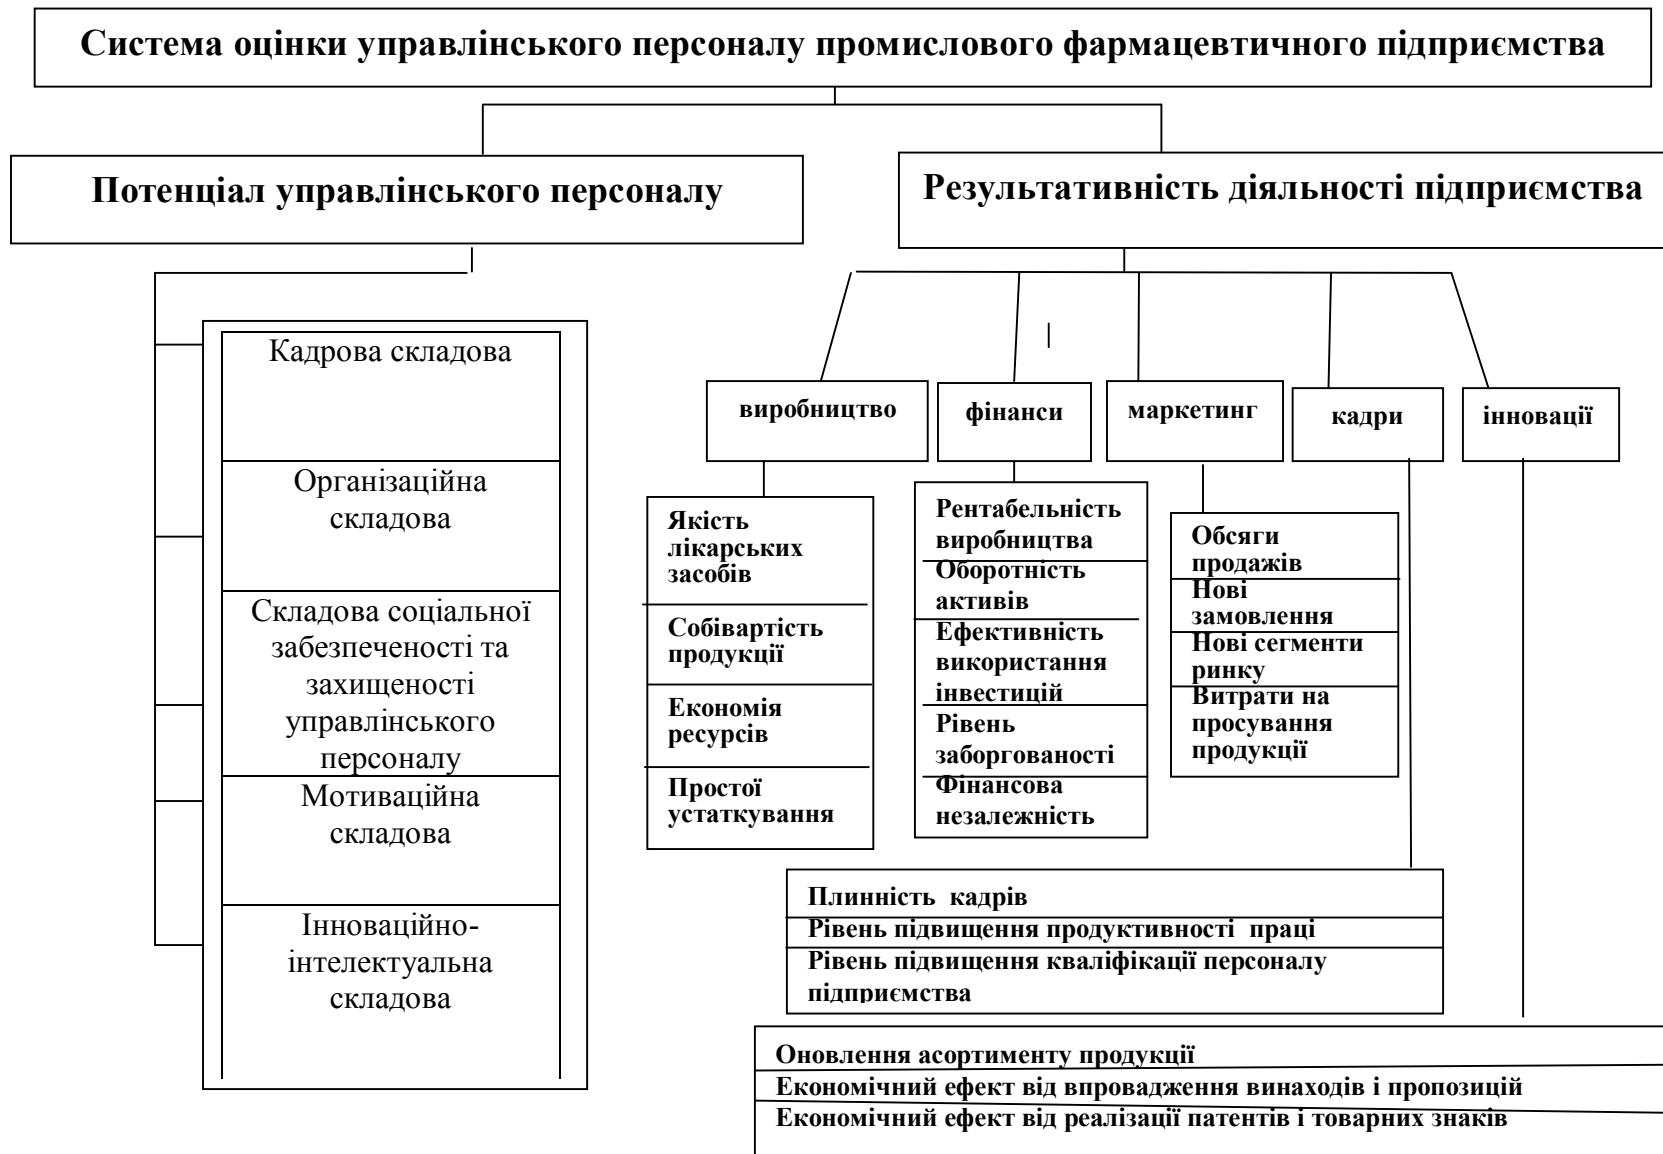 Система оцінки управлінського персоналу промислового фармацевтичного підприємства
Потенціал управлінського персоналу
Результативність діяльності підприємства
Кадрова складова
Організаційна
складова
Складова соціальної
забезпеченості та
захищеності
управлінського
персоналу
Мотиваційна
складова
Інноваційно-
інтелектуальна
складова
виробництво
фінанси
маркетинг
кадри
інновації
Якість
лікарських
засобів
Собівартість
продукції
Економія
ресурсів
Простої
устаткування
Рентабельність
виробництва
Оборотність
активів
Ефективність
використання
інвестицій
Рівень
заборгованості
Фінансова
незалежність
Обсяги
продажів
Нові
замовлення
Нові сегменти
ринку
Витрати на
просування
продукції
Плинність кадрів
Рівень підвищення продуктивності праці
Рівень підвищення кваліфікації персоналу
підприємства
Оновлення асортименту продукції
Економічний ефект від впровадження винаходів і пропозицій
Економічний ефект від реалізації патентів і товарних знаків